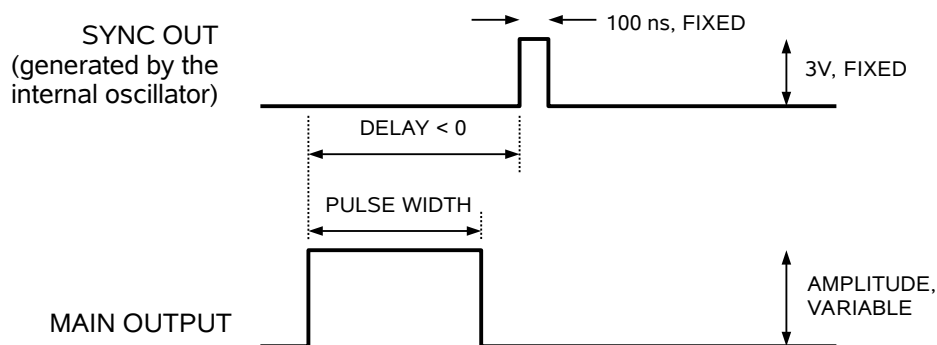 SYNC OUT
(generated by the
internal oscillator)
100 ns, FIXED
3V, FIXED
DELAY < 0
PULSE WIDTH
MAIN OUTPUT
AMPLITUDE,
VARIABLE